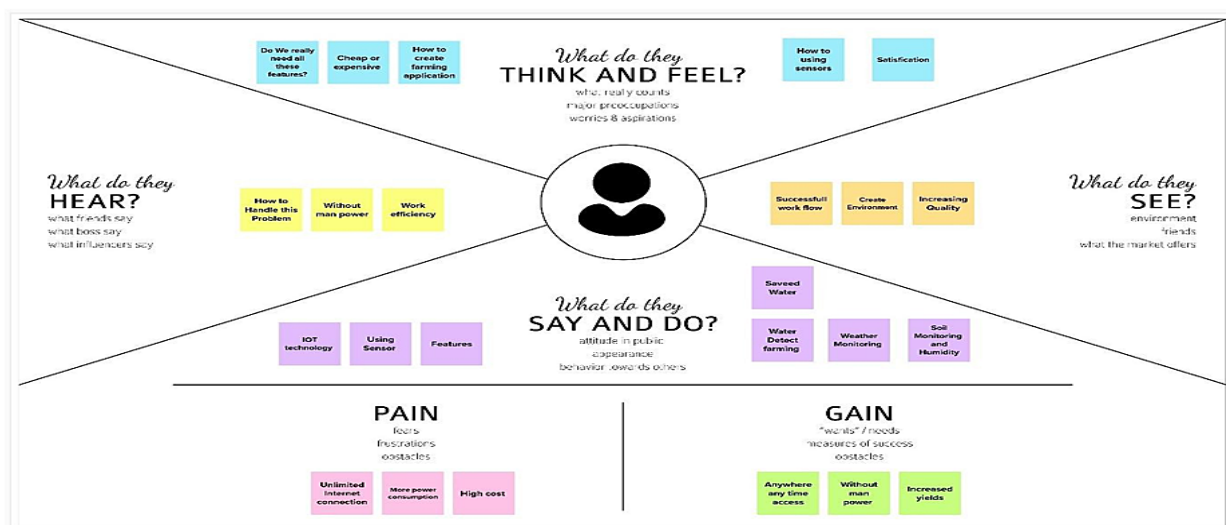 Do We really
need all
these
features?
Cheap or
expensive
How to
create
farming
application
What do they
THINK AND FEEL?
what really counts
major preoccupations
worries & aspirations
How to
using
sensors
Satisfication
What do they
HEAR?
what friends say
what boss say
what influencers say
How to
Handle this
Problem
Without
man power
Work
efficiency
Successfull
work flow
Create
Environment
Increasing
Quality
What do they
SEE?
environment
friends
what the market offers
What do they
SAY AND DO?
attitude in public
appearance
behavior towards others
IOT
technology
Using
Sensor
Features
Saveed
Water
Water
Detect
farming
Weather
Monitoring
Soil
Monitoring
and
Humidity
PAIN
fears
frustrations
obstacles
Unlimited
Internet
connection
More power
consumption
High cost
GAIN
"wants" / needs
measures of success
obstacles
Anywhere
any time
access
Without
man
power
Increased
yields